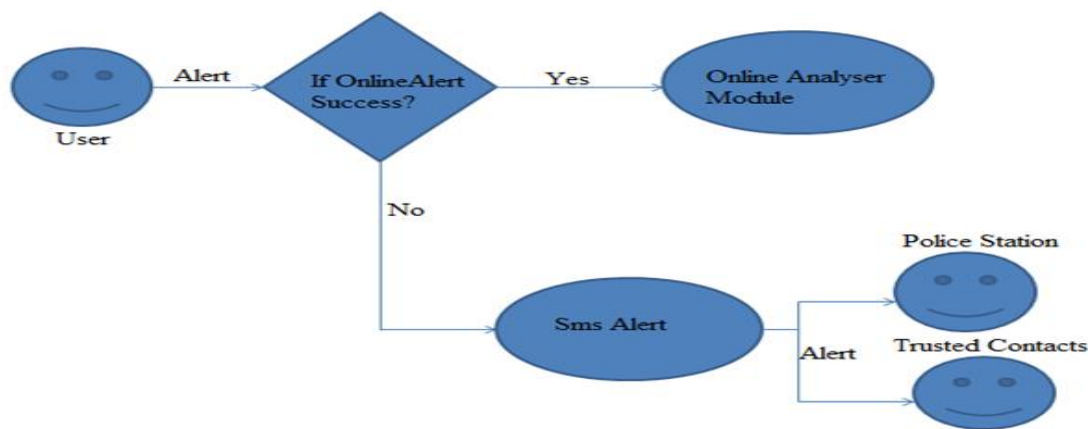 Alert
If OnlineAlert
Success?
Yes
Online Analyser
Module
User
No
Police Station
Sms Alert
Alert
Trusted Contacts